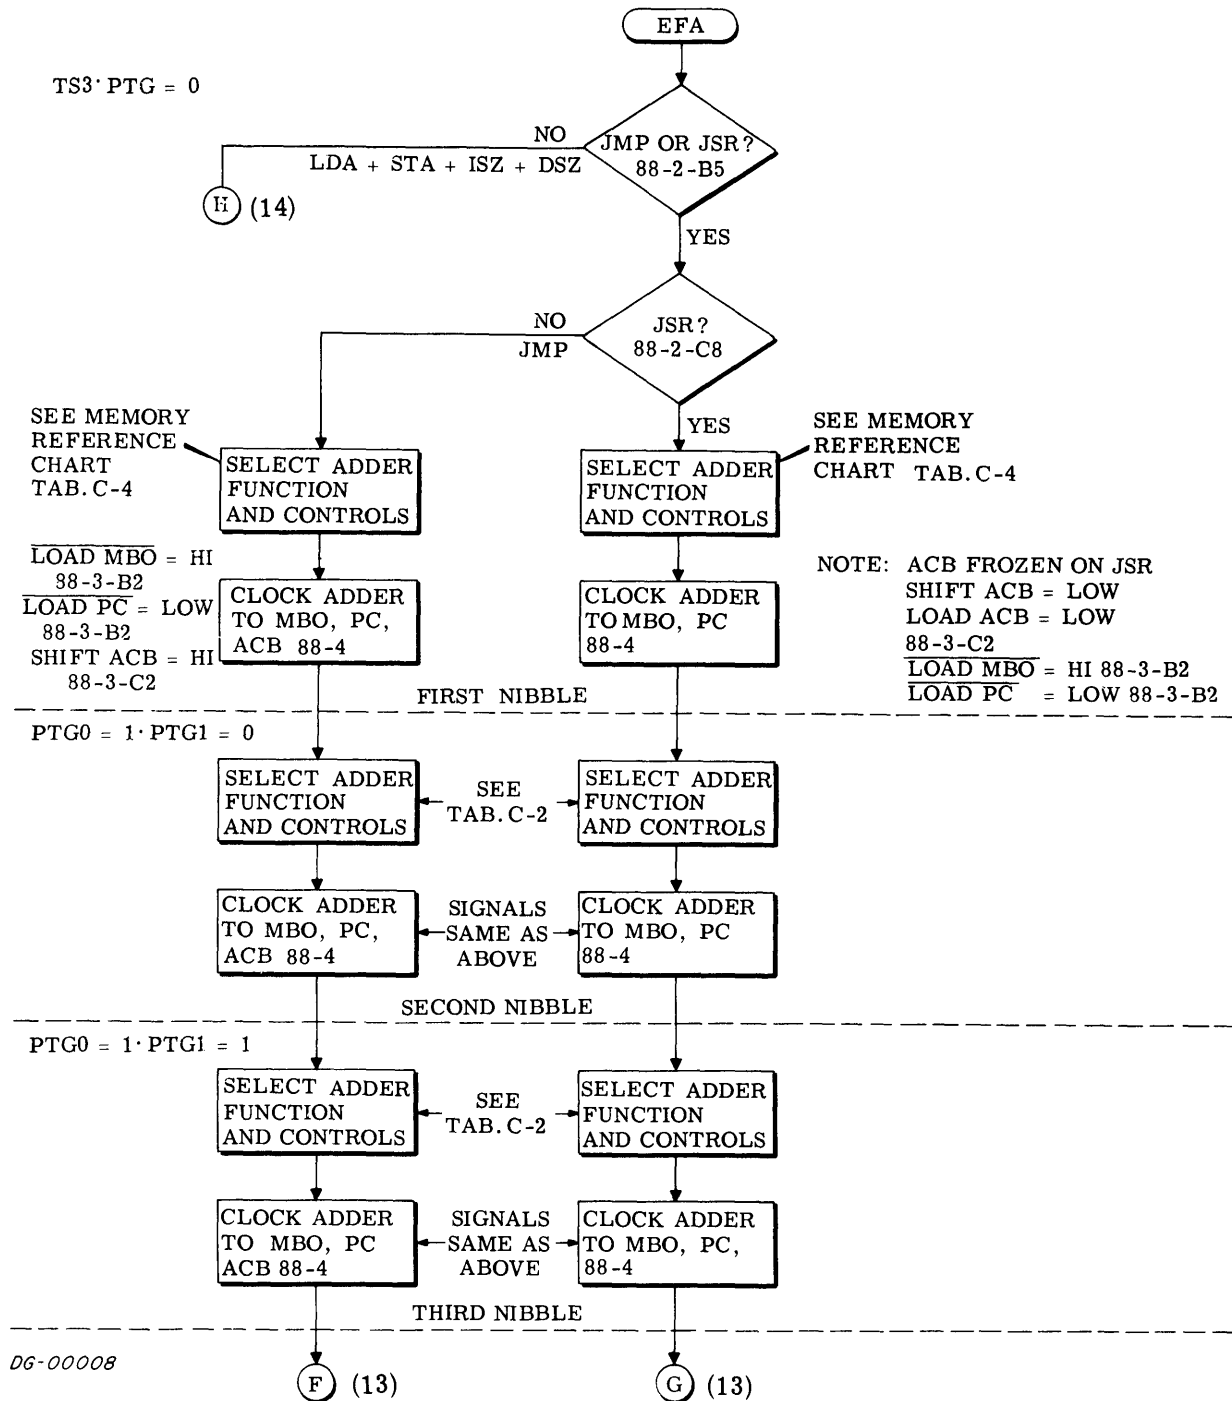 EFA
TS3·PTG = 0
JMP OR JSR?
88-2-B5
NO
LDA + STA + ISZ + DSZ
H (14)
YES
JSR?
88-2-C8
NO
JMP
YES
SEE MEMORY
REFERENCE
CHART
TAB.C-4
SELECT ADDER
FUNCTION
AND CONTROLS
SELECT ADDER
FUNCTION
AND CONTROLS
SEE MEMORY
REFERENCE
CHART TAB.C-4
LOAD MBO = HI
88-3-B2
LOAD PC = LOW
88-3-B2
SHIFT ACB = HI
88-3-C2
CLOCK ADDER
TO MBO, PC,
ACB 88-4
CLOCK ADDER
TO MBO, PC
88-4
NOTE: ACB FROZEN ON JSR
SHIFT ACB = LOW
LOAD ACB = LOW
88-3-C2
LOAD MBO = HI 88-3-B2
LOAD PC = LOW 88-3-B2
FIRST NIBBLE
PTG0 = 1·PTG1 = 0
SELECT ADDER
FUNCTION
AND CONTROLS
SEE
TAB.C-2
SELECT ADDER
FUNCTION
AND CONTROLS
CLOCK ADDER
TO MBO, PC,
ACB 88-4
SIGNALS
SAME AS
ABOVE
CLOCK ADDER
TO MBO, PC
88-4
SECOND NIBBLE
PTG0 = 1·PTG1 = 1
SELECT ADDER
FUNCTION
AND CONTROLS
SEE
TAB.C-2
SELECT ADDER
FUNCTION
AND CONTROLS
CLOCK ADDER
TO MBO, PC
ACB 88-4
SIGNALS
SAME AS
ABOVE
CLOCK ADDER
TO MBO, PC,
88-4
THIRD NIBBLE
DG-00008
F (13)
G (13)